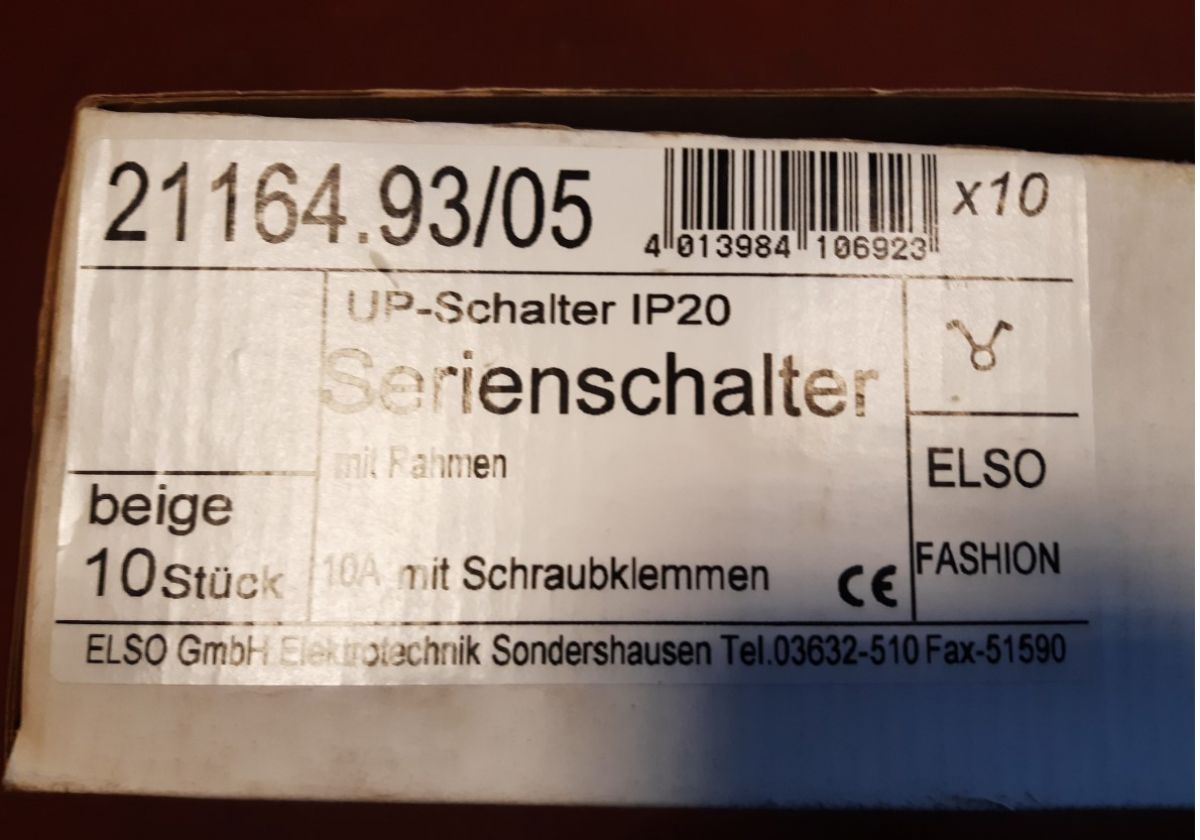 21164.93/05
4 013984 106923
x10
UP-Schalter IP20
Serienschalter
mit Rahmen
10A mit Schraubklemmen
CE
beige
10 Stück
ELSO
FASHION
ELSO GmbH Elektrotechnik Sondershausen Tel.03632-510 Fax-51590